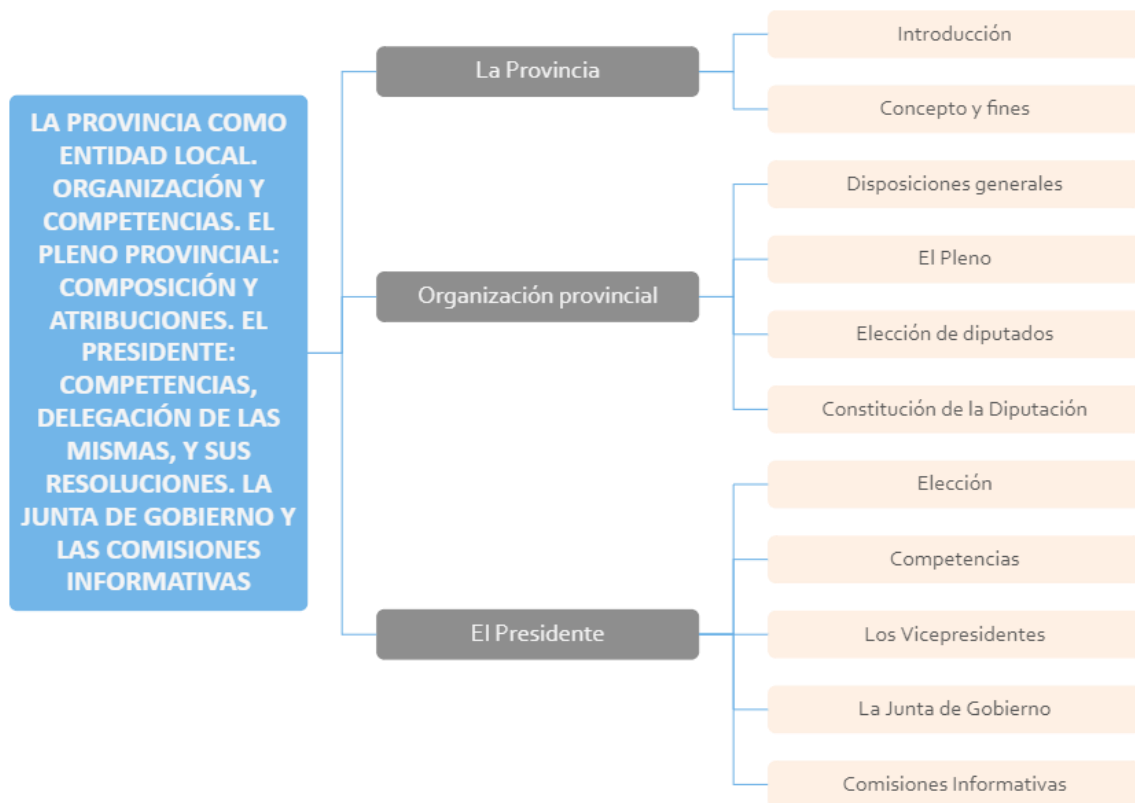 LA PROVINCIA COMO
ENTIDAD LOCAL.
ORGANIZACIÓN Y
COMPETENCIAS. EL
PLENO PROVINCIAL:
COMPOSICIÓN Y
ATRIBUCIONES. EL
PRESIDENTE:
COMPETENCIAS,
DELEGACIÓN DE LAS
MISMAS, Y SUS
RESOLUCIONES. LA
JUNTA DE GOBIERNO Y
LAS COMISIONES
INFORMATIVAS
La Provincia
Introducción
Concepto y fines
Organización provincial
Disposiciones generales
El Pleno
Elección de diputados
Constitución de la Diputación
El Presidente
Elección
Competencias
Los Vicepresidentes
La Junta de Gobierno
Comisiones Informativas